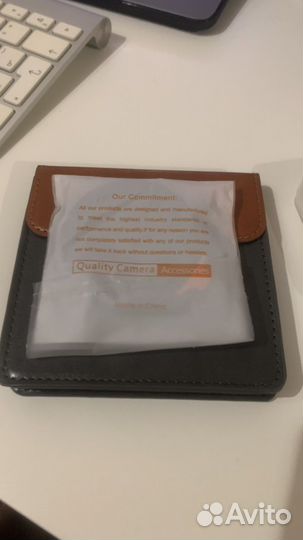 Our Commitment:
All our products are designed and manufactured
to meet the highest industry standards in
performance and quality.If for any reason you are
not completely satisfied with any of our products
we will take it back without questions or hassles.
Quality Camera Accessories
Made in China
Avito